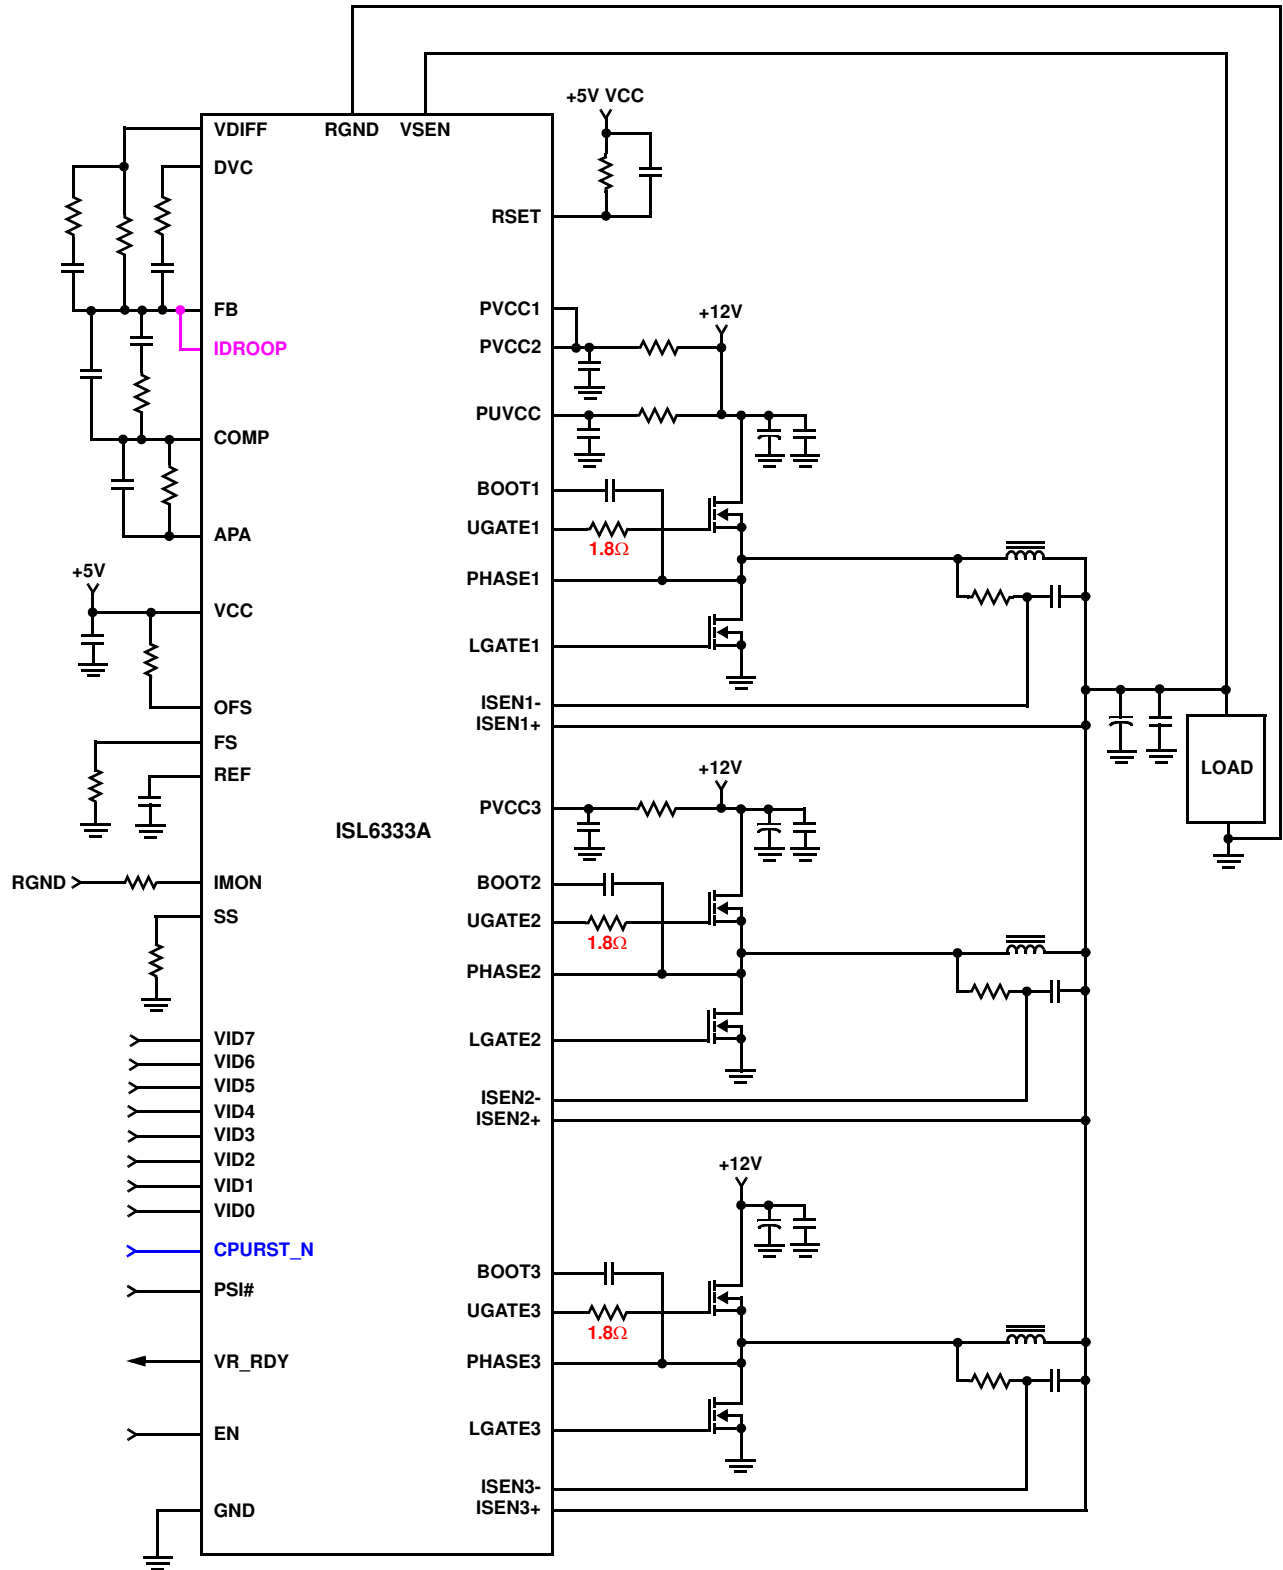 +5V VCC
VDIFF
RGND
VSEN
DVC
RSET
FB
PVCC1
+12V
IDROOP
PVCC2
PUVCC
COMP
BOOT1
UGATE1
APA
1.8Ω
+5V
PHASE1
VCC
LGATE1
OFS
ISEN1-
ISEN1+
FS
REF
+12V
LOAD
PVCC3
ISL6333A
RGND
IMON
BOOT2
SS
UGATE2
1.8Ω
PHASE2
VID7
LGATE2
VID6
VID5
ISEN2-
VID4
ISEN2+
VID3
VID2
+12V
VID1
VID0
CPURST_N
BOOT3
PSI#
UGATE3
1.8Ω
VR_RDY
PHASE3
EN
LGATE3
ISEN3-
GND
ISEN3+